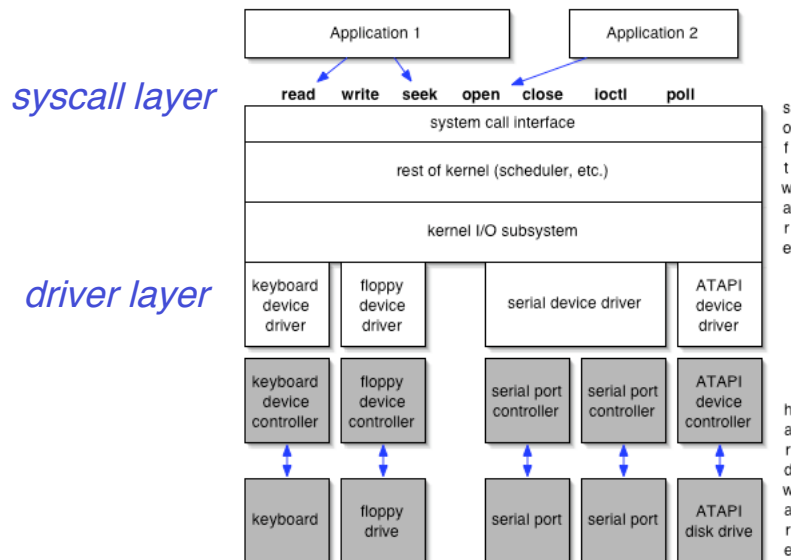 Application 1
Application 2
syscall layer
read write seek open close ioctl poll
system call interface
rest of kernel (scheduler, etc.)
kernel I/O subsystem
software
driver layer
keyboard
device
driver
floppy
device
driver
serial device driver
ATAPI
device
driver
keyboard
device
controller
floppy
device
controller
serial port
controller
serial port
controller
ATAPI
device
controller
hardware
keyboard
floppy
drive
serial port
serial port
ATAPI
disk drive